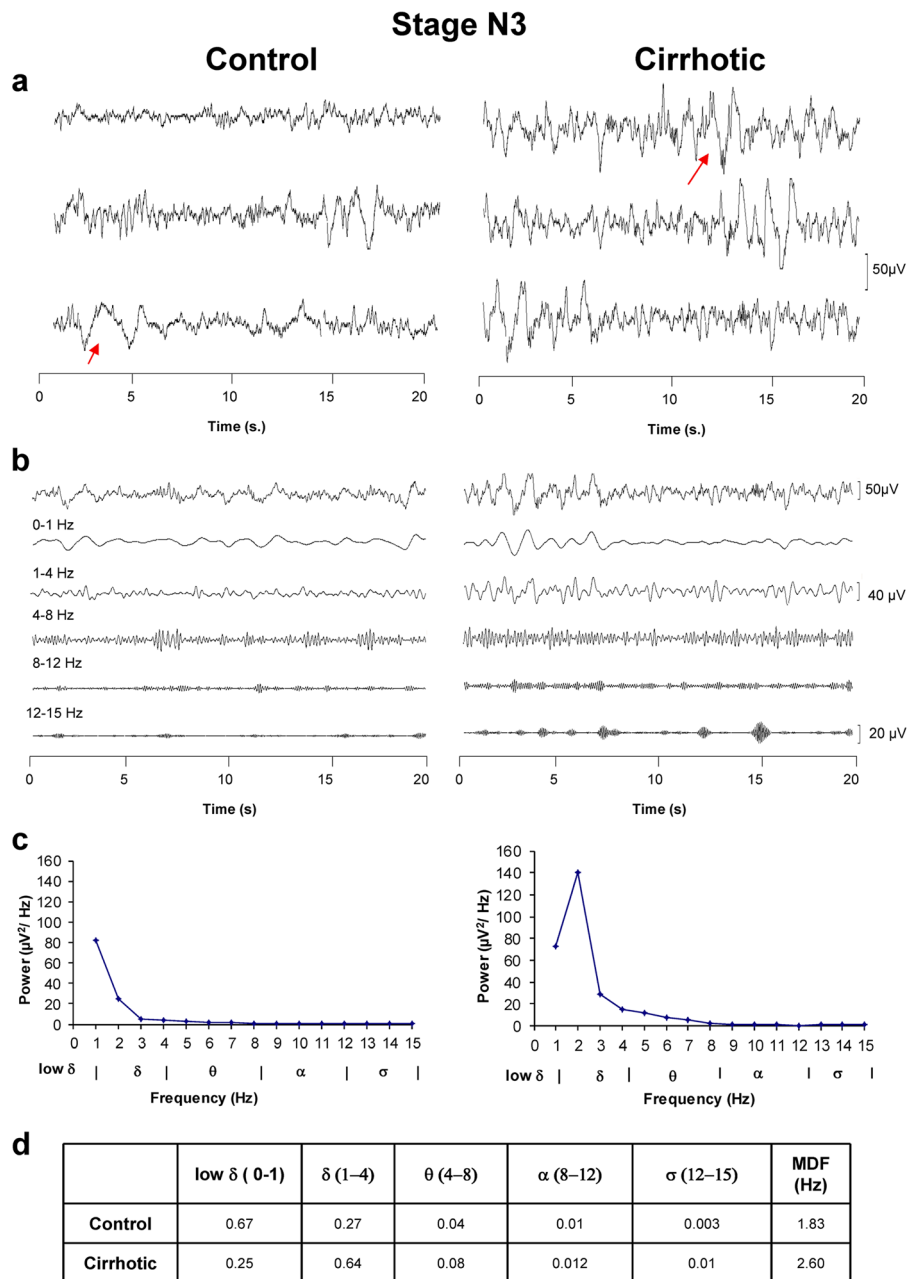 Stage N3
Control Cirrhotic
a
50µV
0 5 10 15 20 0 5 10 15 20
Time (s.) Time (s.)
b
50µV
0-1 Hz
1-4 Hz
40 µV
4-8 Hz
8-12 Hz
12-15 Hz
20 µV
0 5 10 15 20 0 5 10 15 20
Time (s) Time (s)
c
Power (µV²/ Hz) Power (µV²/ Hz)
160 160
140 140
120 120
100 100
80 80
60 60
40 40
20 20
0 0
0 1 2 3 4 5 6 7 8 9 10 11 12 13 14 15 0 1 2 3 4 5 6 7 8 9 10 11 12 13 14 15
low δ | δ | θ | α | σ | low δ | δ | θ | α | σ |
Frequency (Hz) Frequency (Hz)
d
low δ ( 0-1) δ (1–4) θ (4–8) α (8–12) σ (12–15) MDF (Hz)
Control 0.67 0.27 0.04 0.01 0.003 1.83
Cirrhotic 0.25 0.64 0.08 0.012 0.01 2.60